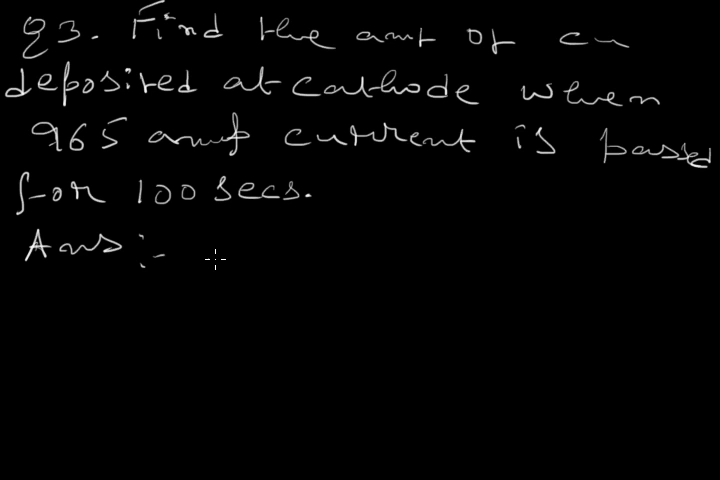 Q3. Find the amt of cu
deposited at cathode when
965 amp current is passed
for 100 secs.
Ans :-